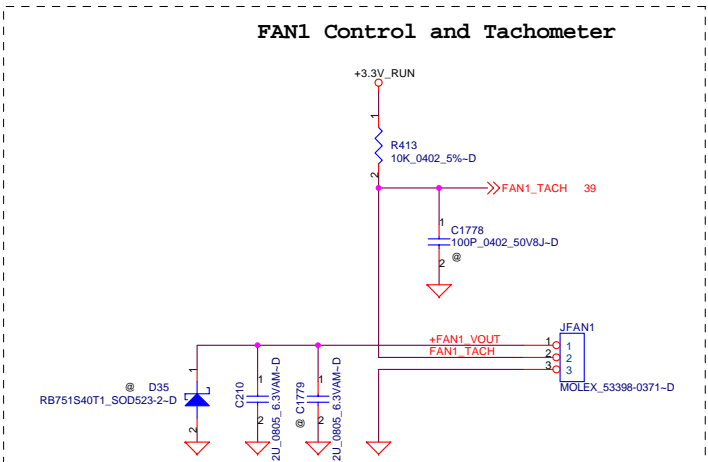 FAN1 Control and Tachometer
+3.3V_RUN
1
R413
10K_0402_5%~D
2
FAN1_TACH 39
1
C1778
100P_0402_50V8J~D
2
@
JFAN1
+FAN1_VOUT
1 1
FAN1_TACH
2 2
3 3
MOLEX_53398-0371~D
1
@ D35
RB751S40T1_SOD523-2~D
2
1
C210
2
2U_0805_6.3VAM~D
1
@ C1779
2
2U_0805_6.3VAM~D